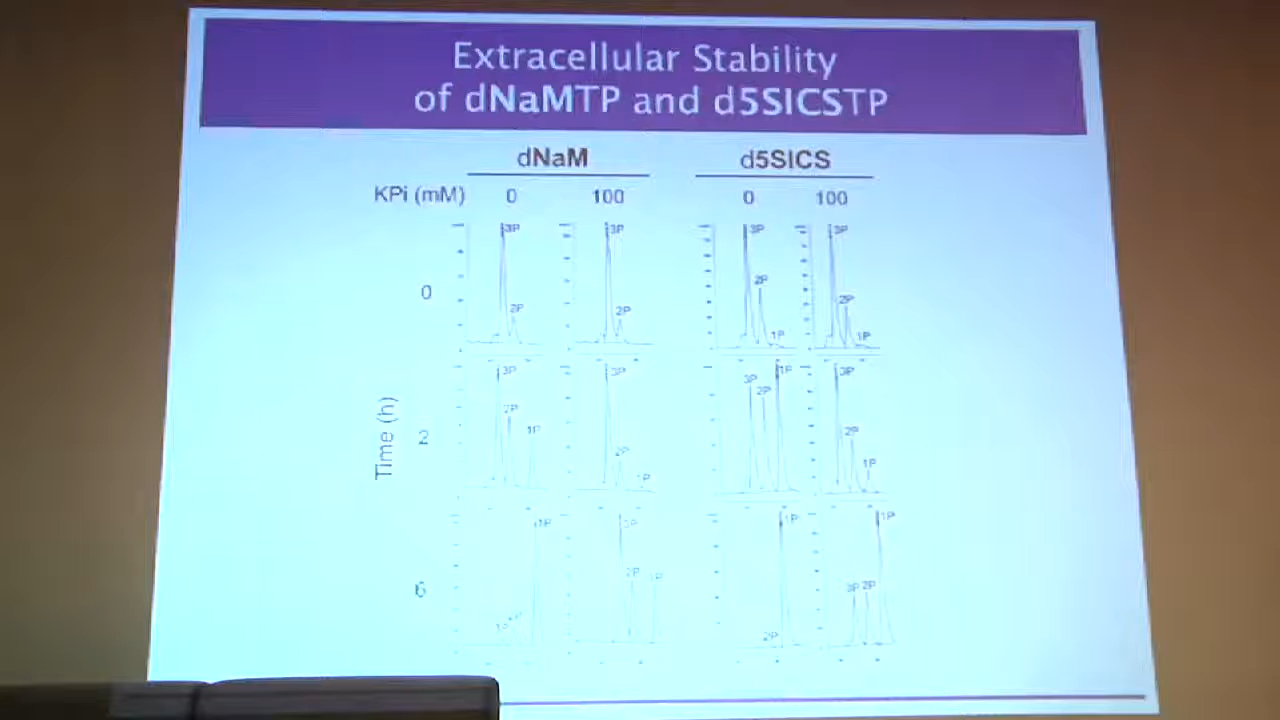 Extracellular Stability
of dNaMTP and d5SICSTP
dNaM d5SICS
KPi (mM) 0 100 0 100
3P 3P 3P 3P
0
2P 2P 2P 2P
1P 1P
3P 3P 3P 2P 1P 3P
2P 1P 2P 1P 2P 1P
Time (h)
2
1P 3P 1P 1P
6
2P 1P 3P 2P
2P